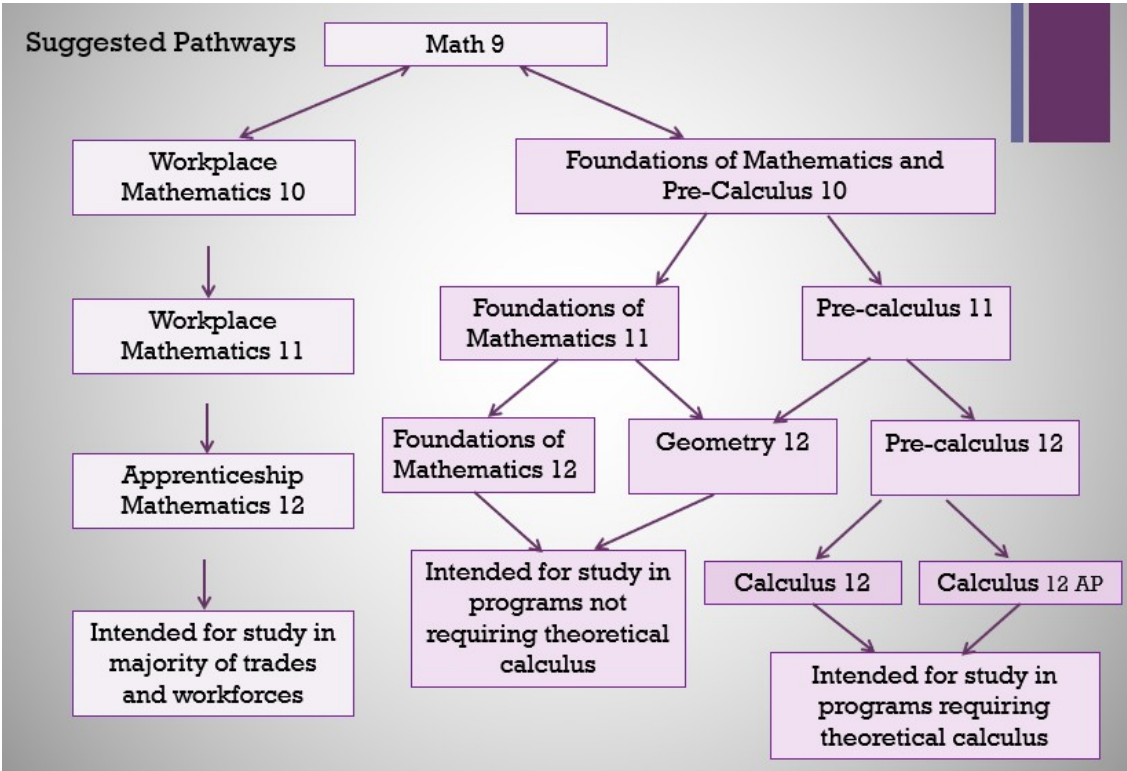 Suggested Pathways
Math 9
Workplace
Mathematics 10
Foundations of Mathematics and
Pre-Calculus 10
Workplace
Mathematics 11
Foundations of
Mathematics 11
Pre-calculus 11
Apprenticeship
Mathematics 12
Foundations of
Mathematics 12
Geometry 12
Pre-calculus 12
Intended for study in
majority of trades
and workforces
Intended for study in
programs not
requiring theoretical
calculus
Calculus 12
Calculus 12 AP
Intended for study in
programs requiring
theoretical calculus